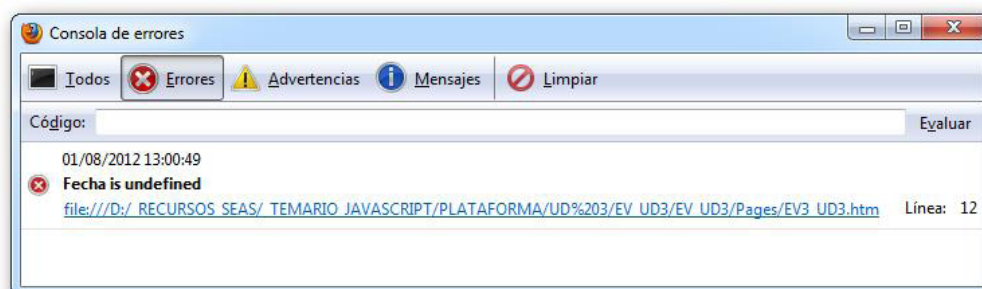 Consola de errores
Todos Errores Advertencias Mensajes Limpiar
Código: Evaluar
01/08/2012 13:00:49
Fecha is undefined
file:///D:/_RECURSOS_SEAS/_TEMARIO_JAVASCRIPT/PLATAFORMA/UD%203/EV_UD3/EV_UD3/Pages/EV3_UD3.htm Línea: 12